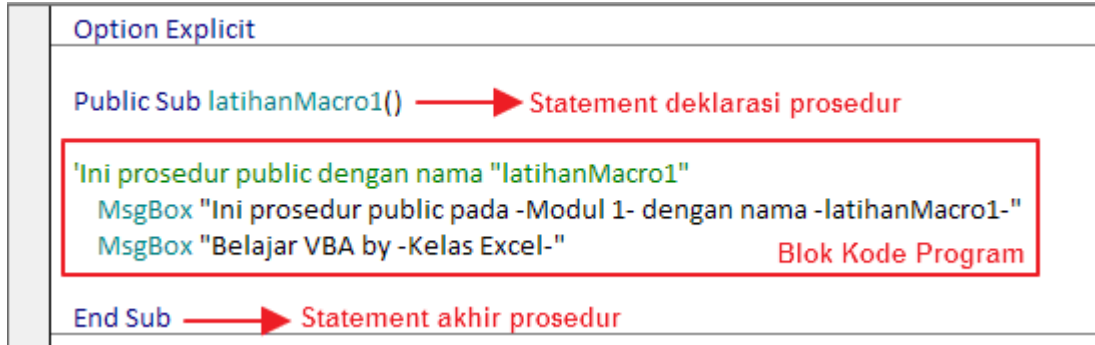 Option Explicit
Public Sub latihanMacro1() Statement deklarasi prosedur
'Ini prosedur public dengan nama "latihanMacro1"
MsgBox "Ini prosedur public pada -Modul 1- dengan nama -latihanMacro1-"
MsgBox "Belajar VBA by -Kelas Excel-" Blok Kode Program
End Sub Statement akhir prosedur